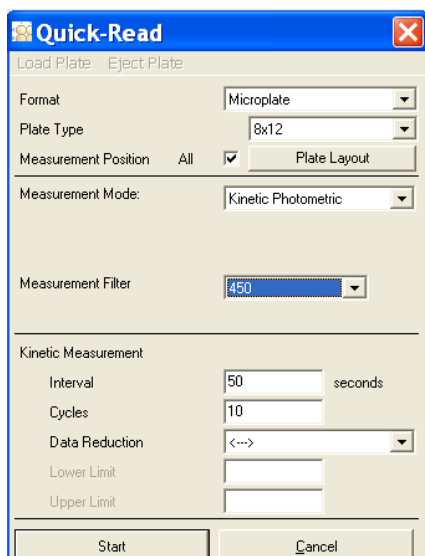 Quick-Read
Load Plate Eject Plate
Format Microplate
Plate Type 8x12
Measurement Position All Plate Layout
Measurement Mode: Kinetic Photometric
Measurement Filter 450
Kinetic Measurement
Interval 50 seconds
Cycles 10
Data Reduction <--->
Lower Limit
Upper Limit
Start Cancel